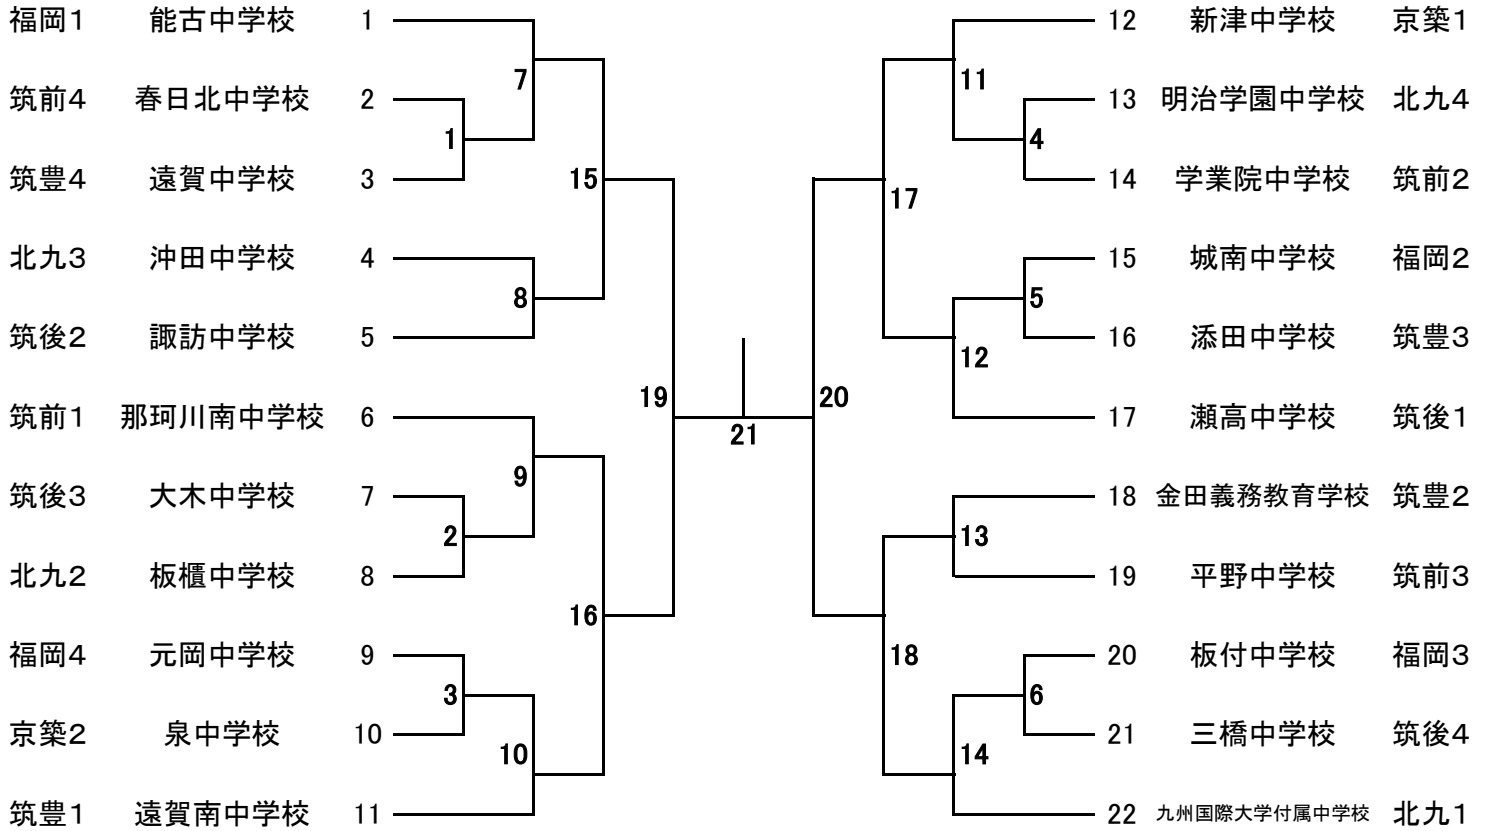 福岡1 能古中学校 1
7
筑前4 春日北中学校 2
1
筑豊4 遠賀中学校 3
15
北九3 沖田中学校 4
8
筑後2 諏訪中学校 5
19
筑前1 那珂川南中学校 6
9
筑後3 大木中学校 7
2
北九2 板櫃中学校 8
16
福岡4 元岡中学校 9
3
京築2 泉中学校 10
10
筑豊1 遠賀南中学校 11
21
12 新津中学校 京築1
11
13 明治学園中学校 北九4
4
14 学業院中学校 筑前2
17
15 城南中学校 福岡2
5
16 添田中学校 筑豊3
12
20
17 瀬高中学校 筑後1
18 金田義務教育学校 筑豊2
13
19 平野中学校 筑前3
18
20 板付中学校 福岡3
6
21 三橋中学校 筑後4
14
22 九州国際大学付属中学校 北九1